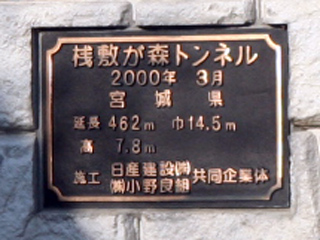 桟敷が森トンネル
2000年 3月
宮城県
延長 462m 巾14.5m
高 7.8m
施工 日産建設㈱ 共同企業体
㈱小野良組